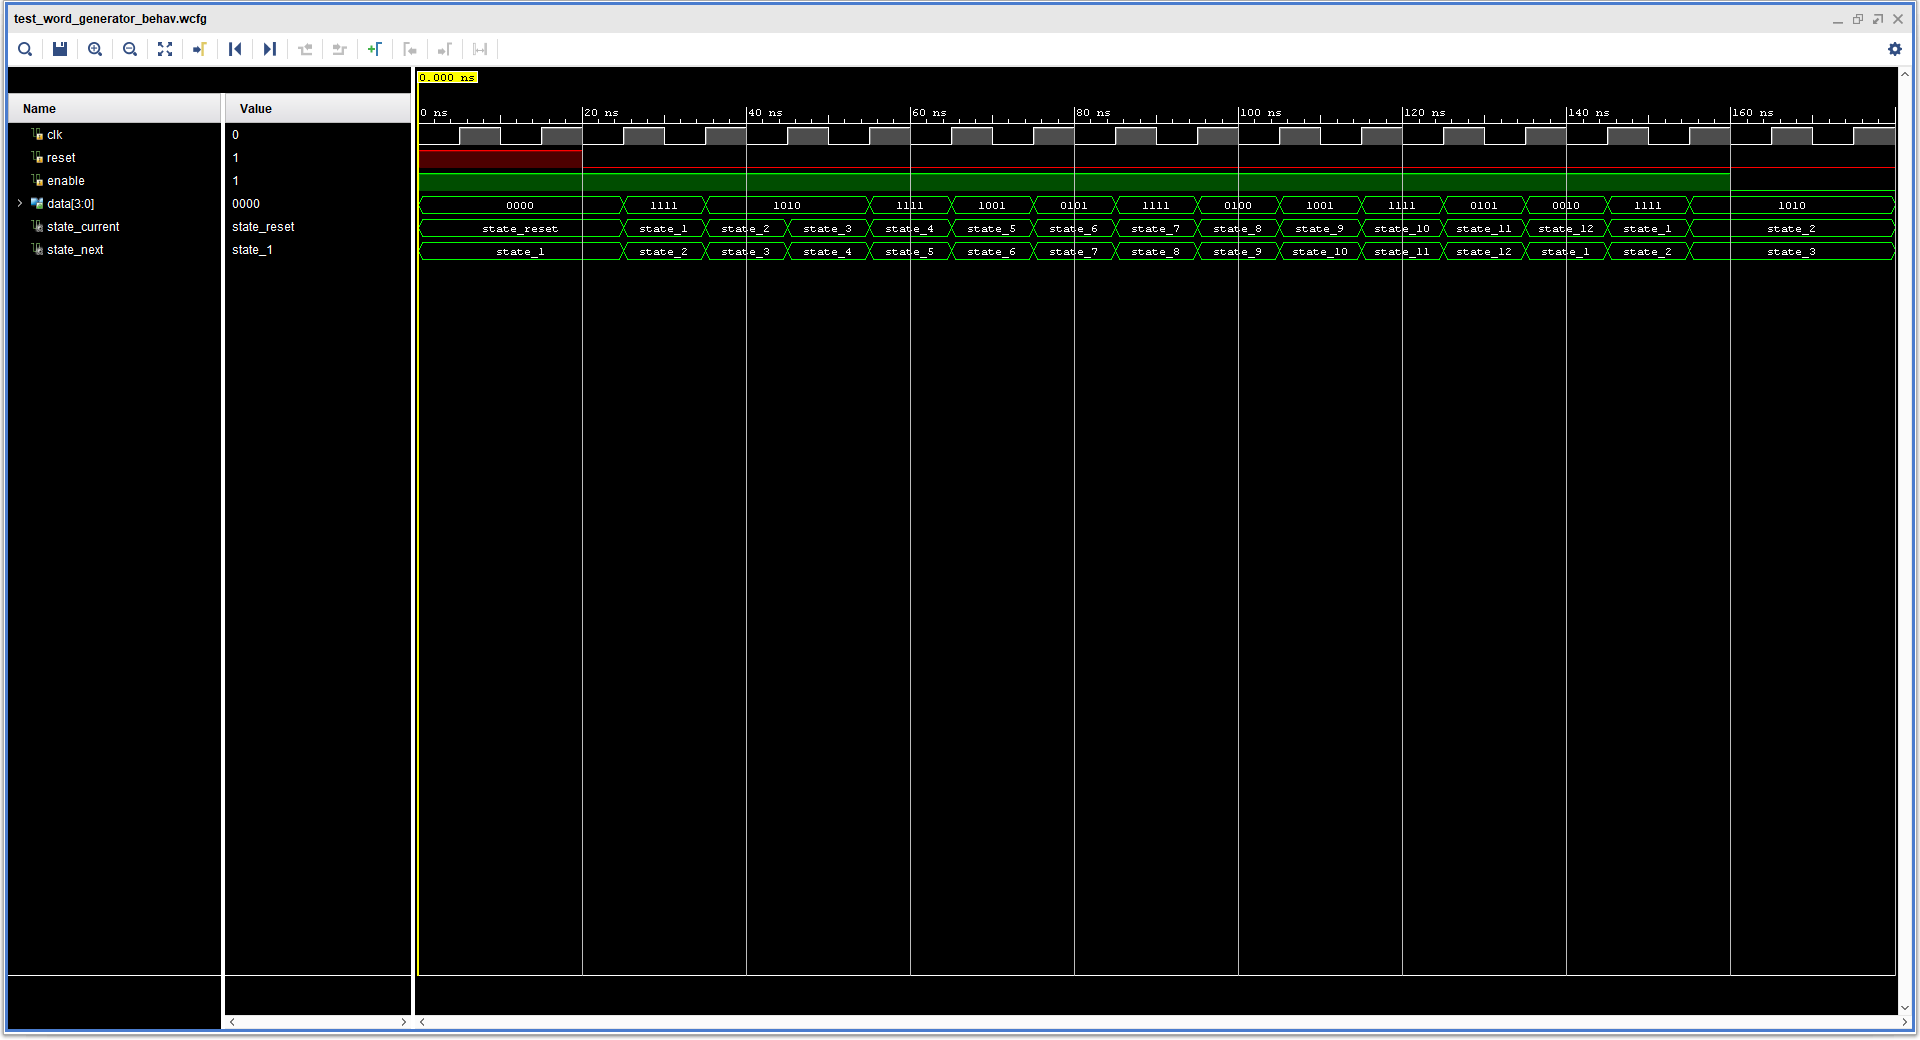 test_word_generator_behav.wcfg
0.000 ns
Name Value
0 ns 20 ns 40 ns 60 ns 80 ns 100 ns 120 ns 140 ns 160 ns
clk 0
reset 1
enable 1
data[3:0] 0000 0000 1111 1010 1111 1001 0101 1111 0100 1001 1111 0101 0010 1111 1010
state_current state_reset state_reset state_1 state_2 state_3 state_4 state_5 state_6 state_7 state_8 state_9 state_10 state_11 state_12 state_1 state_2
state_next state_1 state_1 state_2 state_3 state_4 state_5 state_6 state_7 state_8 state_9 state_10 state_11 state_12 state_1 state_2 state_3